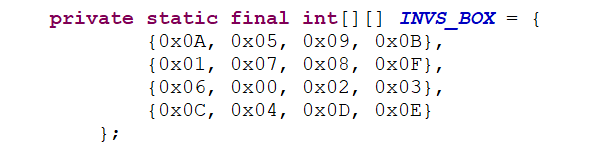 private static final int[][] INVS_BOX = {
{0x0A, 0x05, 0x09, 0x0B},
{0x01, 0x07, 0x08, 0x0F},
{0x06, 0x00, 0x02, 0x03},
{0x0C, 0x04, 0x0D, 0x0E}
};